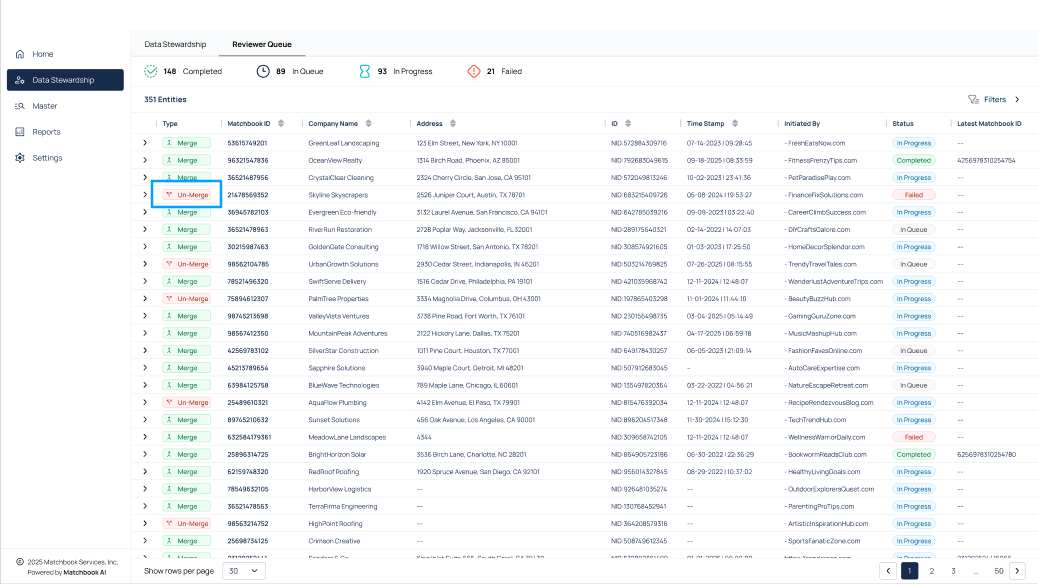 Data Stewardship Reviewer Queue
Home
Data Stewardship
Master
Reports
Settings
148 Completed 89 In Queue 93 In Progress 21 Failed
351 Entities Filters
Type Matchbook ID Company Name Address ID Time Stamp Initiated By Status Latest Matchbook ID
Merge 53615749201 GreenLeaf Landscaping 123 Elm Street, New York, NY 10001 NID:572884309716 07-14-2023 | 09:28:45 - FreshEatsNow.com In Progress ---
Merge 96321547836 OceanView Realty 1314 Birch Road, Phoenix, AZ 85001 NID:792683049615 09-18-2025 | 08:33:59 - FitnessFrenzyTips.com Completed 4256978310254754
Merge 36521487956 CrystalClear Cleaning 2324 Cherry Circle, San Jose, CA 95101 NID:572049813246 10-02-2023 | 23:41:36 - PetParadisePlay.com In Progress ---
Un-Merge 21478569352 Skyline Skyscrapers 2526 Juniper Court, Austin, TX 78701 NID:683215409726 05-08-2024 | 19:53:27 - FinanceFixSolutions.com Failed ---
Merge 36945782103 Evergreen Eco-friendly 3132 Laurel Avenue, San Francisco, CA 94101 NID:642785039216 09-09-2023 | 03:22:40 - CareerClimbSuccess.com In Progress ---
Merge 36521478963 RiverRun Restoration 2728 Poplar Way, Jacksonville, FL 32001 NID:289175640321 02-14-2022 | 14:07:03 - DIYCraftsGalore.com In Queue ---
Merge 30215987463 GoldenGate Consulting 1718 Willow Street, San Antonio, TX 78201 NID:308574921605 01-03-2023 | 17:25:50 - HomeDecorSplendor.com In Progress ---
Un-Merge 98562104785 UrbanGrowth Solutions 2930 Cedar Street, Indianapolis, IN 46201 NID:503214769825 07-26-2025 | 08:15:55 - TrendyTravelTales.com In Queue ---
Merge 78521496320 SwiftServe Delivery 1516 Cedar Drive, Philadelphia, PA 19101 NID:421035968742 12-11-2024 | 12:48:07 - WanderlustAdventureTrips.com In Progress ---
Un-Merge 75894612307 PalmTree Properties 3334 Magnolia Drive, Columbus, OH 43001 NID:197865403298 11-01-2024 | 11:44:10 - BeautyBuzzHub.com In Progress ---
Merge 98745213698 ValleyVista Ventures 3738 Pine Road, Fort Worth, TX 76101 NID:230156498735 03-04-2025 | 05:14:49 - GamingGuruZone.com In Progress ---
Merge 98567412350 MountainPeak Adventures 2122 Hickory Lane, Dallas, TX 75201 NID:740516982437 04-17-2025 | 06:59:18 - MusicMashupHub.com In Progress ---
Merge 42569783102 SilverStar Construction 1011 Pine Court, Houston, TX 77001 NID:649178430257 06-05-2023 | 21:09:14 - FashionFavesOnline.com In Queue ---
Merge 45213789654 Sapphire Solutions 3940 Maple Court, Detroit, MI 48201 NID:507912683045 - - AutoCareExpertise.com In Progress ---
Merge 63984125758 BlueWave Technologies 789 Maple Lane, Chicago, IL 60601 NID:135497820364 03-22-2022 | 04:56:21 - NatureEscapeRetreat.com In Queue ---
Un-Merge 25489610321 AquaFlow Plumbing 4142 Elm Avenue, El Paso, TX 79901 NID:815476392034 12-11-2024 | 12:48:07 - RecipeRendezvousBlog.com In Progress ---
Merge 89745210632 Sunset Solutions 456 Oak Avenue, Los Angeles, CA 90001 NID:896204517348 11-30-2024 | 15:12:30 - TechTrendHub.com In Progress ---
Merge 632584179361 MeadowLane Landscapes 4344 NID:309658742105 12-11-2024 | 12:48:07 - WellnessWarriorDaily.com Failed ---
Merge 25896314725 BrightHorizon Solar 3536 Birch Lane, Charlotte, NC 28201 NID:864905723186 06-30-2022 | 22:36:29 - BookwormReadsClub.com Completed 6256978310254780
Merge 62159748320 RedRoof Roofing 1920 Spruce Avenue, San Diego, CA 92101 NID:956014327845 08-29-2022 | 10:37:02 - HealthyLivingGoals.com In Progress ---
Merge 78549632105 HarborView Logistics --- NID:926481035274 --- - OutdoorExplorersQuest.com In Progress ---
Merge 36521478563 TerraFirma Engineering --- NID:130768452941 --- - ParentingProTips.com In Progress ---
Un-Merge 98563214752 HighPoint Roofing --- NID:364208579316 --- - ArtisticInspirationHub.com In Progress ---
Merge 25698734125 Crimson Creative --- NID:508749612345 --- - SportsFanaticZone.com In Progress ---
Merge In Progress
Show rows per page 30 1 2 3 ... 50
2025 Matchbook Services, Inc.
Powered by Matchbook AI